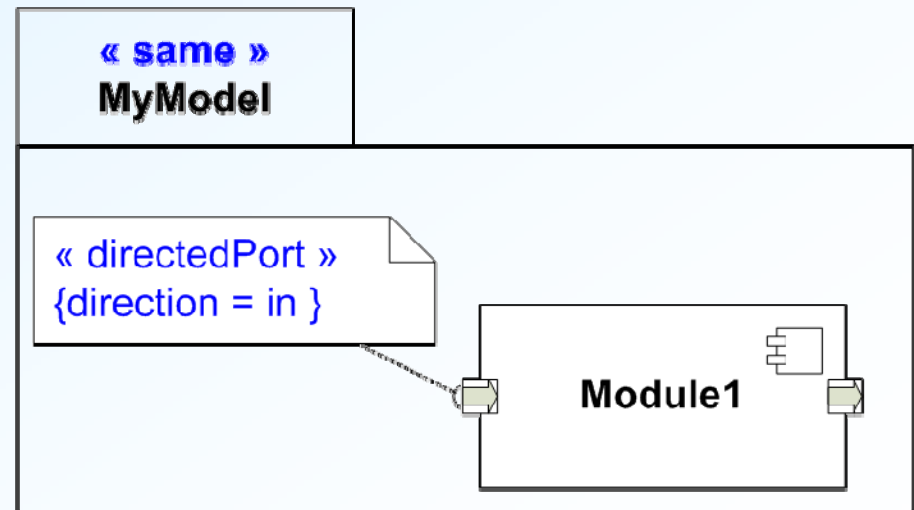 « same »
MyModel
« directedPort »
{direction = in }
Module1